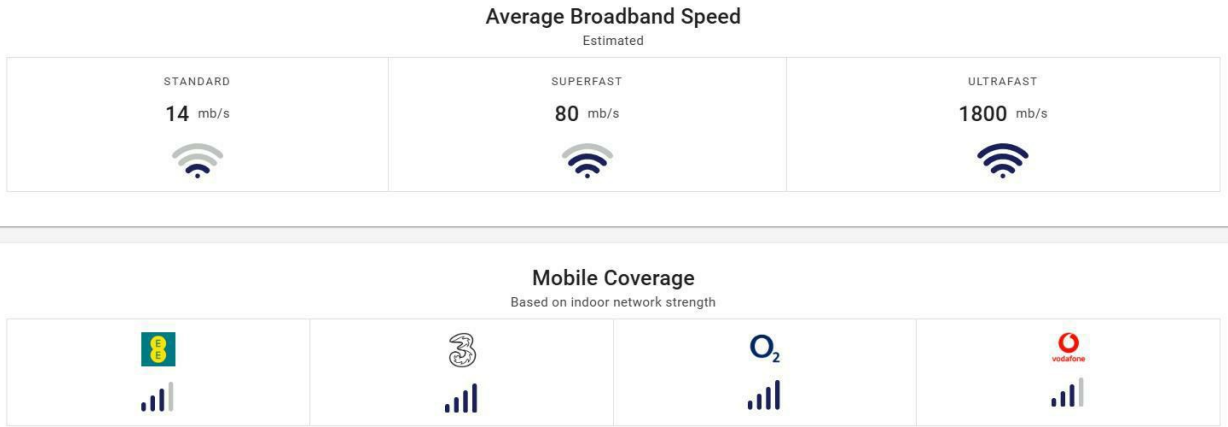 Average Broadband Speed
Estimated
STANDARD
14 mb/s
SUPERFAST
80 mb/s
ULTRAFAST
1800 mb/s
Mobile Coverage
Based on indoor network strength
EE
3
O2
vodafone